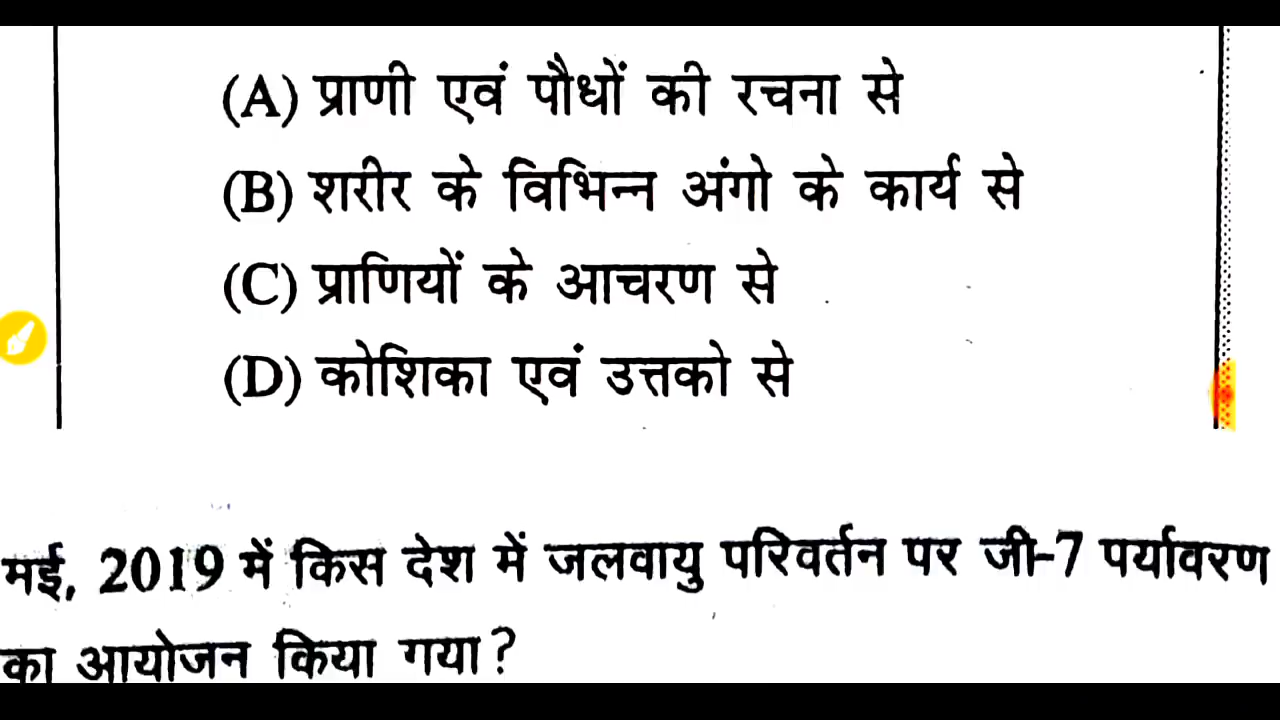 (A) प्राणी एवं पौधों की रचना से
(B) शरीर के विभिन्न अंगो के कार्य से
(C) प्राणियों के आचरण से
(D) कोशिका एवं उत्तको से
मई, 2019 में किस देश में जलवायु परिवर्तन पर जी-7 पर्यावरण
का आयोजन किया गया?